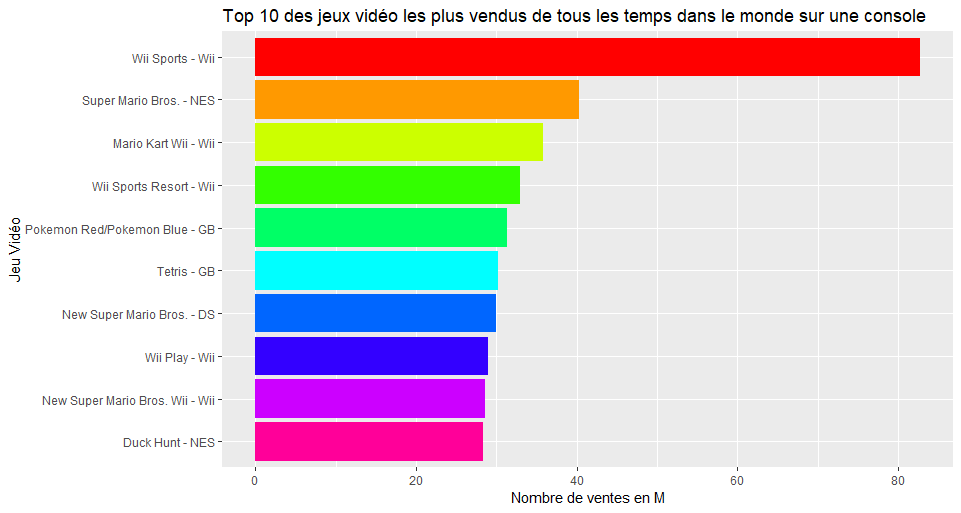 Top 10 des jeux vidéo les plus vendus de tous les temps dans le monde sur une console
Jeu Vidéo
Wii Sports - Wii
Super Mario Bros. - NES
Mario Kart Wii - Wii
Wii Sports Resort - Wii
Pokemon Red/Pokemon Blue - GB
Tetris - GB
New Super Mario Bros. - DS
Wii Play - Wii
New Super Mario Bros. Wii - Wii
Duck Hunt - NES
0 20 40 60 80
Nombre de ventes en M